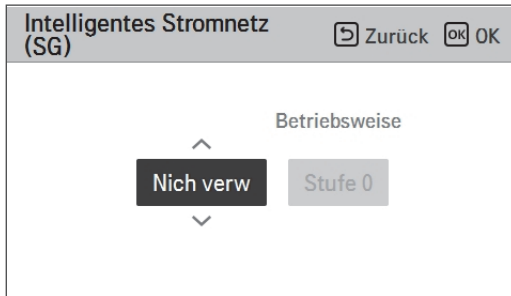 Intelligentes Stromnetz
(SG)
Zurück OK OK
Betriebsweise
Nich verw Stufe 0